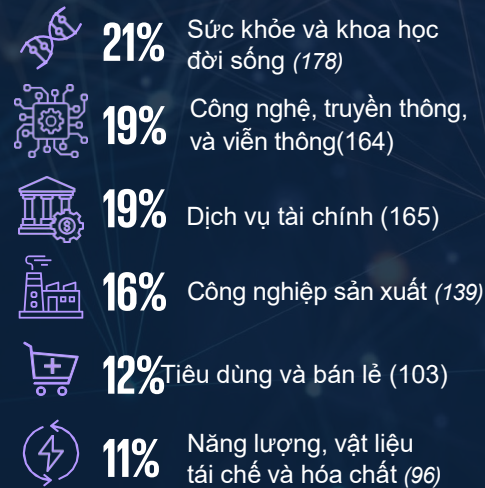 21%
Sức khỏe và khoa học
đời sống (178)
19%
Công nghệ, truyền thông,
và viễn thông(164)
19%
Dịch vụ tài chính (165)
16%
Công nghiệp sản xuất (139)
12%
Tiêu dùng và bán lẻ (103)
11%
Năng lượng, vật liệu
tái chế và hóa chất (96)